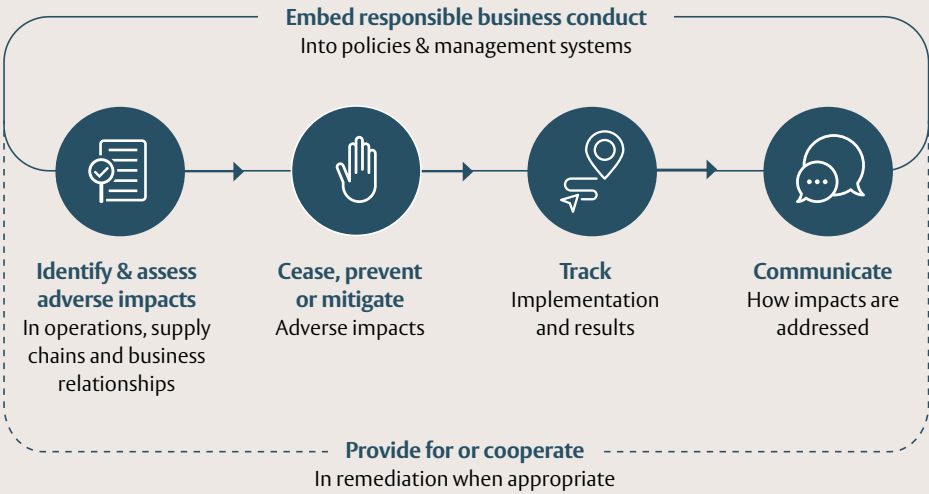 Embed responsible business conduct
Into policies & management systems
Identify & assess
adverse impacts
In operations, supply
chains and business
relationships
Cease, prevent
or mitigate
Adverse impacts
Track
Implementation
and results
Communicate
How impacts are
addressed
Provide for or cooperate
In remediation when appropriate